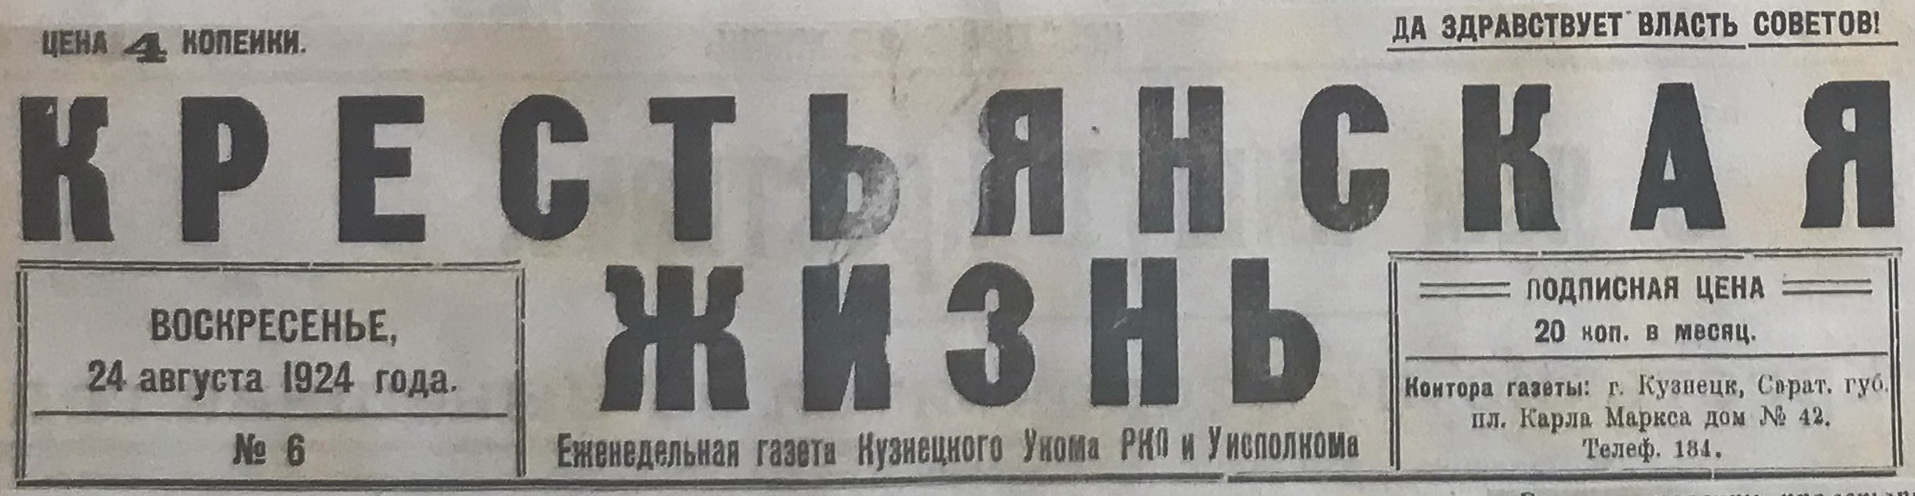 ЦЕНА 4 КОПЕЙКИ.
ДА ЗДРАВСТВУЕТ ВЛАСТЬ СОВЕТОВ!
КРЕСТЬЯНСКАЯ
ЖИЗНЬ
ВОСКРЕСЕНЬЕ,
24 августа 1924 года.
№ 6
Еженедельная газета Кузнецкого Укома РКП и Уисполкома
ПОДПИСНАЯ ЦЕНА
20 коп. в месяц.
Контора газеты: г. Кузнецк, Сарат. губ.
пл. Карла Маркса дом № 42.
Телеф. 184.